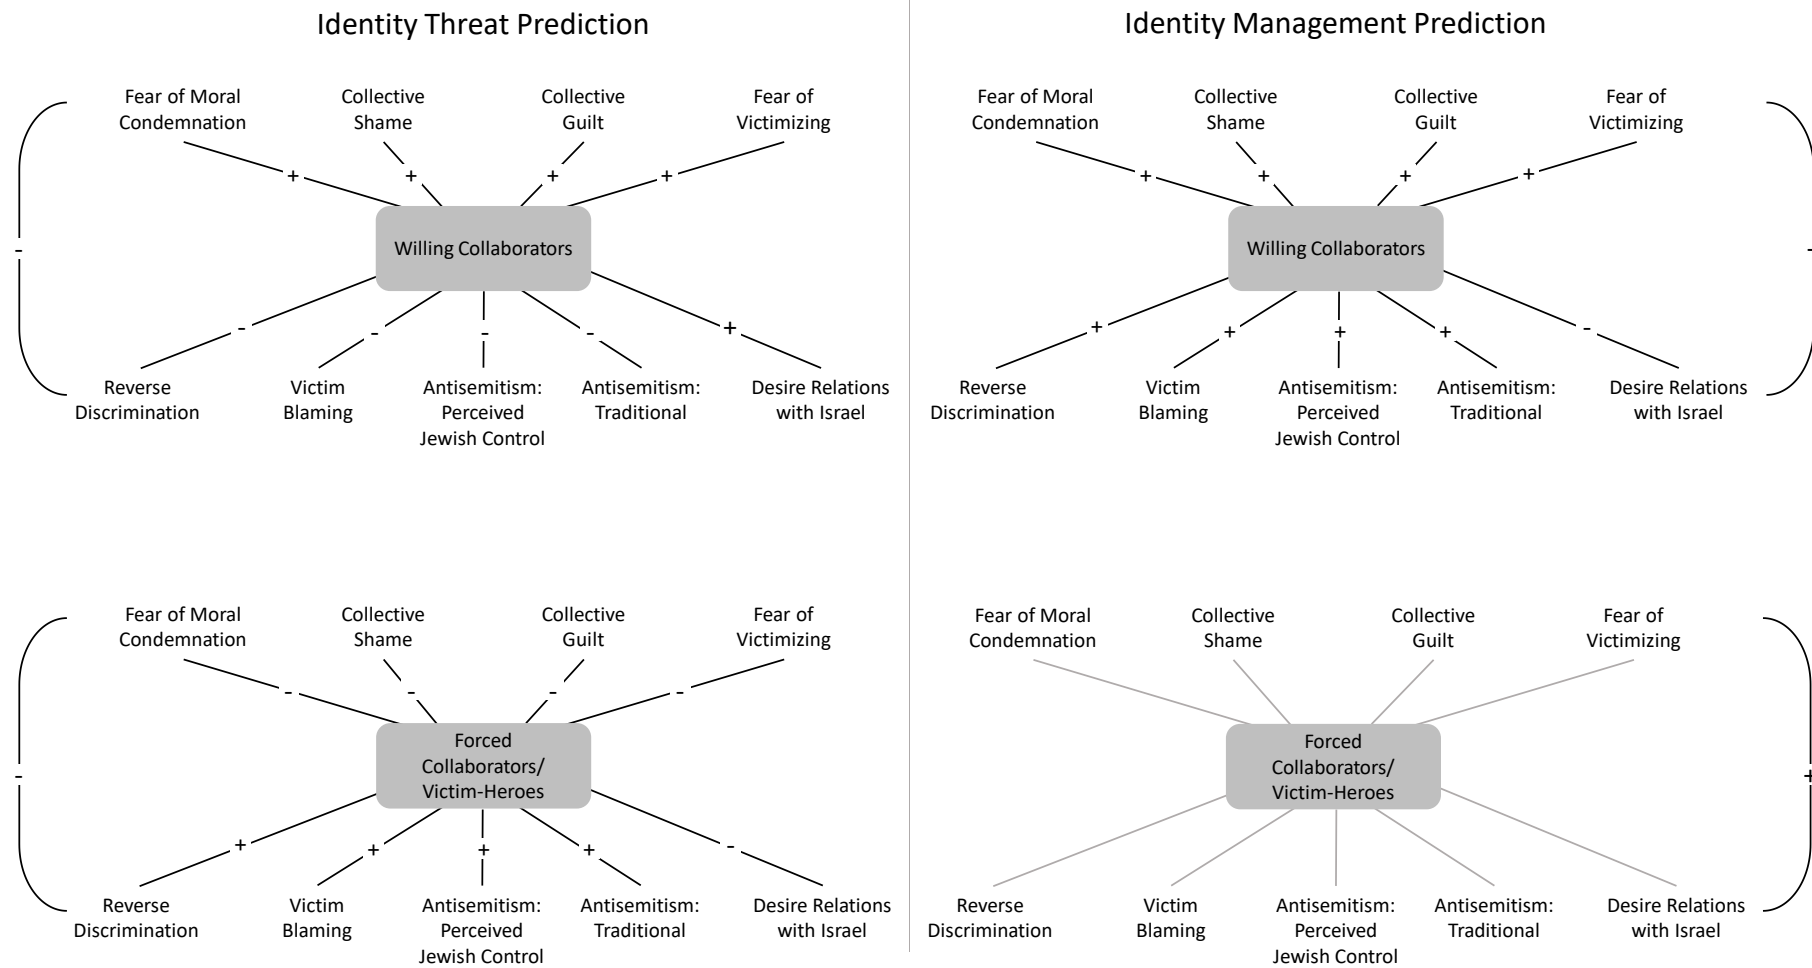 Identity Threat Prediction
Fear of Moral
Condemnation
Collective
Shame
Collective
Guilt
Fear of
Victimizing
+
+
+
+
-
Willing Collaborators
-
-
-
-
+
Reverse
Discrimination
Victim
Blaming
Antisemitism:
Perceived
Jewish Control
Antisemitism:
Traditional
Desire Relations
with Israel
Fear of Moral
Condemnation
Collective
Shame
Collective
Guilt
Fear of
Victimizing
-
-
-
-
-
Forced
Collaborators/
Victim-Heroes
+
+
+
+
-
Reverse
Discrimination
Victim
Blaming
Antisemitism:
Perceived
Jewish Control
Antisemitism:
Traditional
Desire Relations
with Israel
Identity Management Prediction
Fear of Moral
Condemnation
Collective
Shame
Collective
Guilt
Fear of
Victimizing
+
+
+
+
Willing Collaborators
-
+
+
+
+
-
Reverse
Discrimination
Victim
Blaming
Antisemitism:
Perceived
Jewish Control
Antisemitism:
Traditional
Desire Relations
with Israel
Fear of Moral
Condemnation
Collective
Shame
Collective
Guilt
Fear of
Victimizing
Forced
Collaborators/
Victim-Heroes
+
Reverse
Discrimination
Victim
Blaming
Antisemitism:
Perceived
Jewish Control
Antisemitism:
Traditional
Desire Relations
with Israel